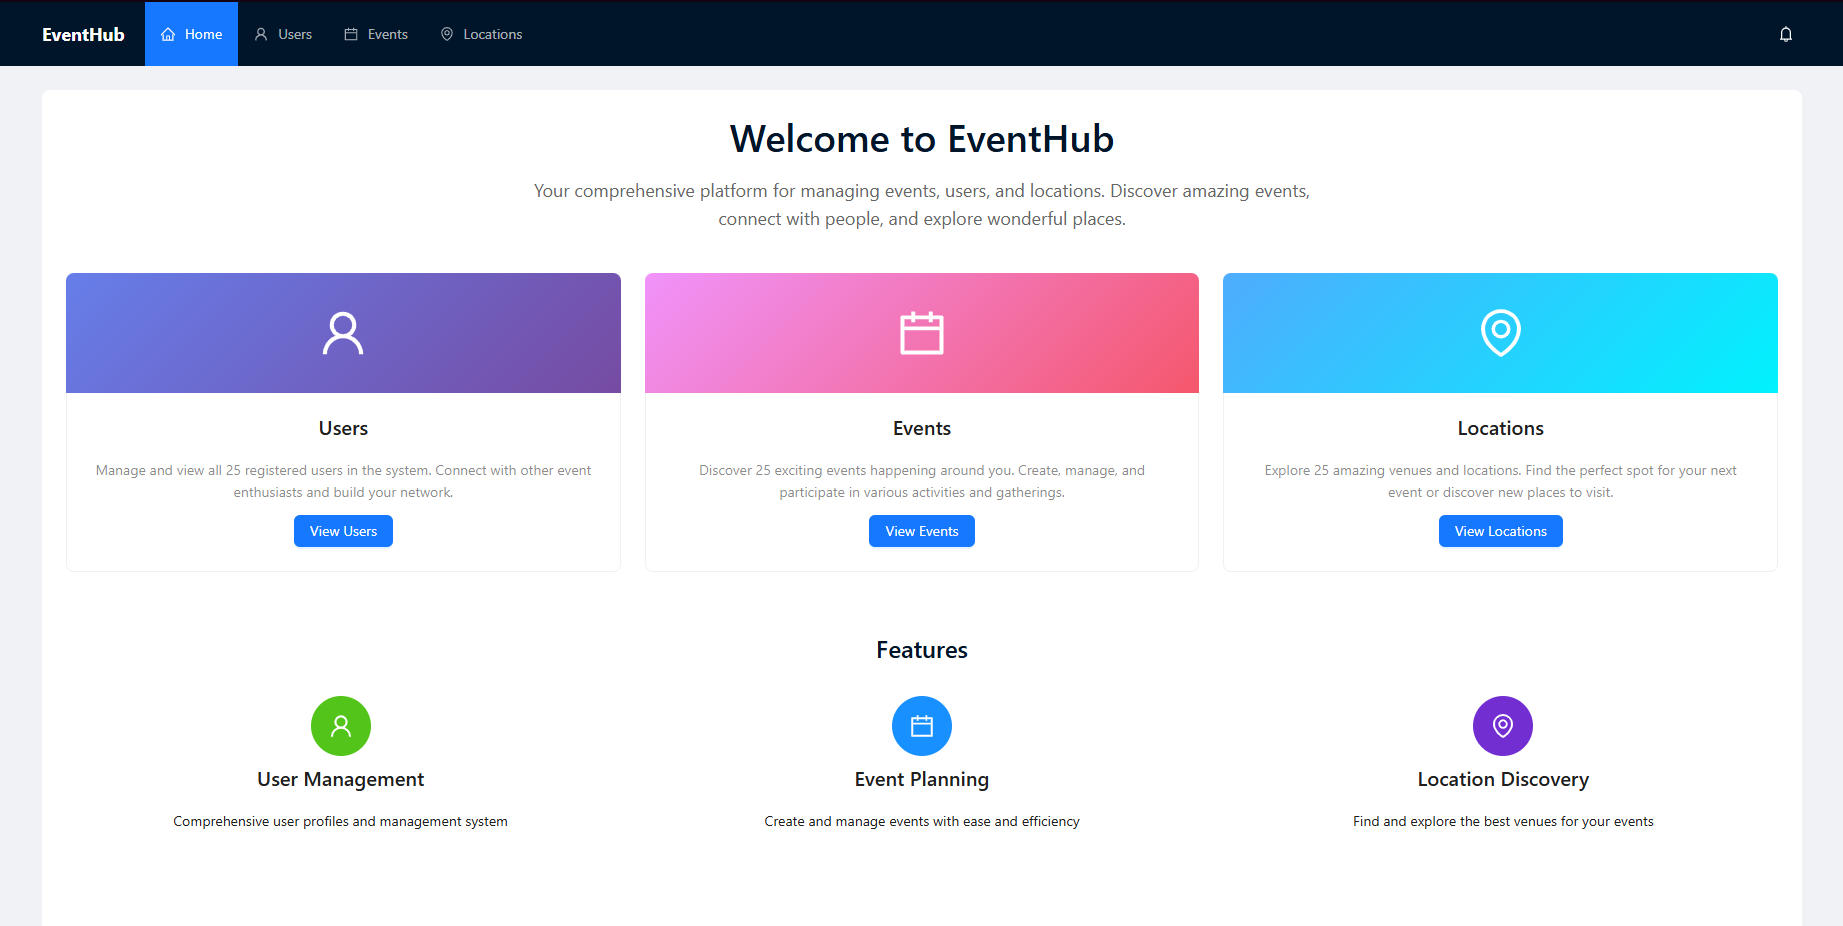 EventHub
Home
Users
Events
Locations
Welcome to EventHub
Your comprehensive platform for managing events, users, and locations. Discover amazing events,
connect with people, and explore wonderful places.
Users
Manage and view all 25 registered users in the system. Connect with other event
enthusiasts and build your network.
View Users
Events
Discover 25 exciting events happening around you. Create, manage, and
participate in various activities and gatherings.
View Events
Locations
Explore 25 amazing venues and locations. Find the perfect spot for your next
event or discover new places to visit.
View Locations
Features
User Management
Comprehensive user profiles and management system
Event Planning
Create and manage events with ease and efficiency
Location Discovery
Find and explore the best venues for your events